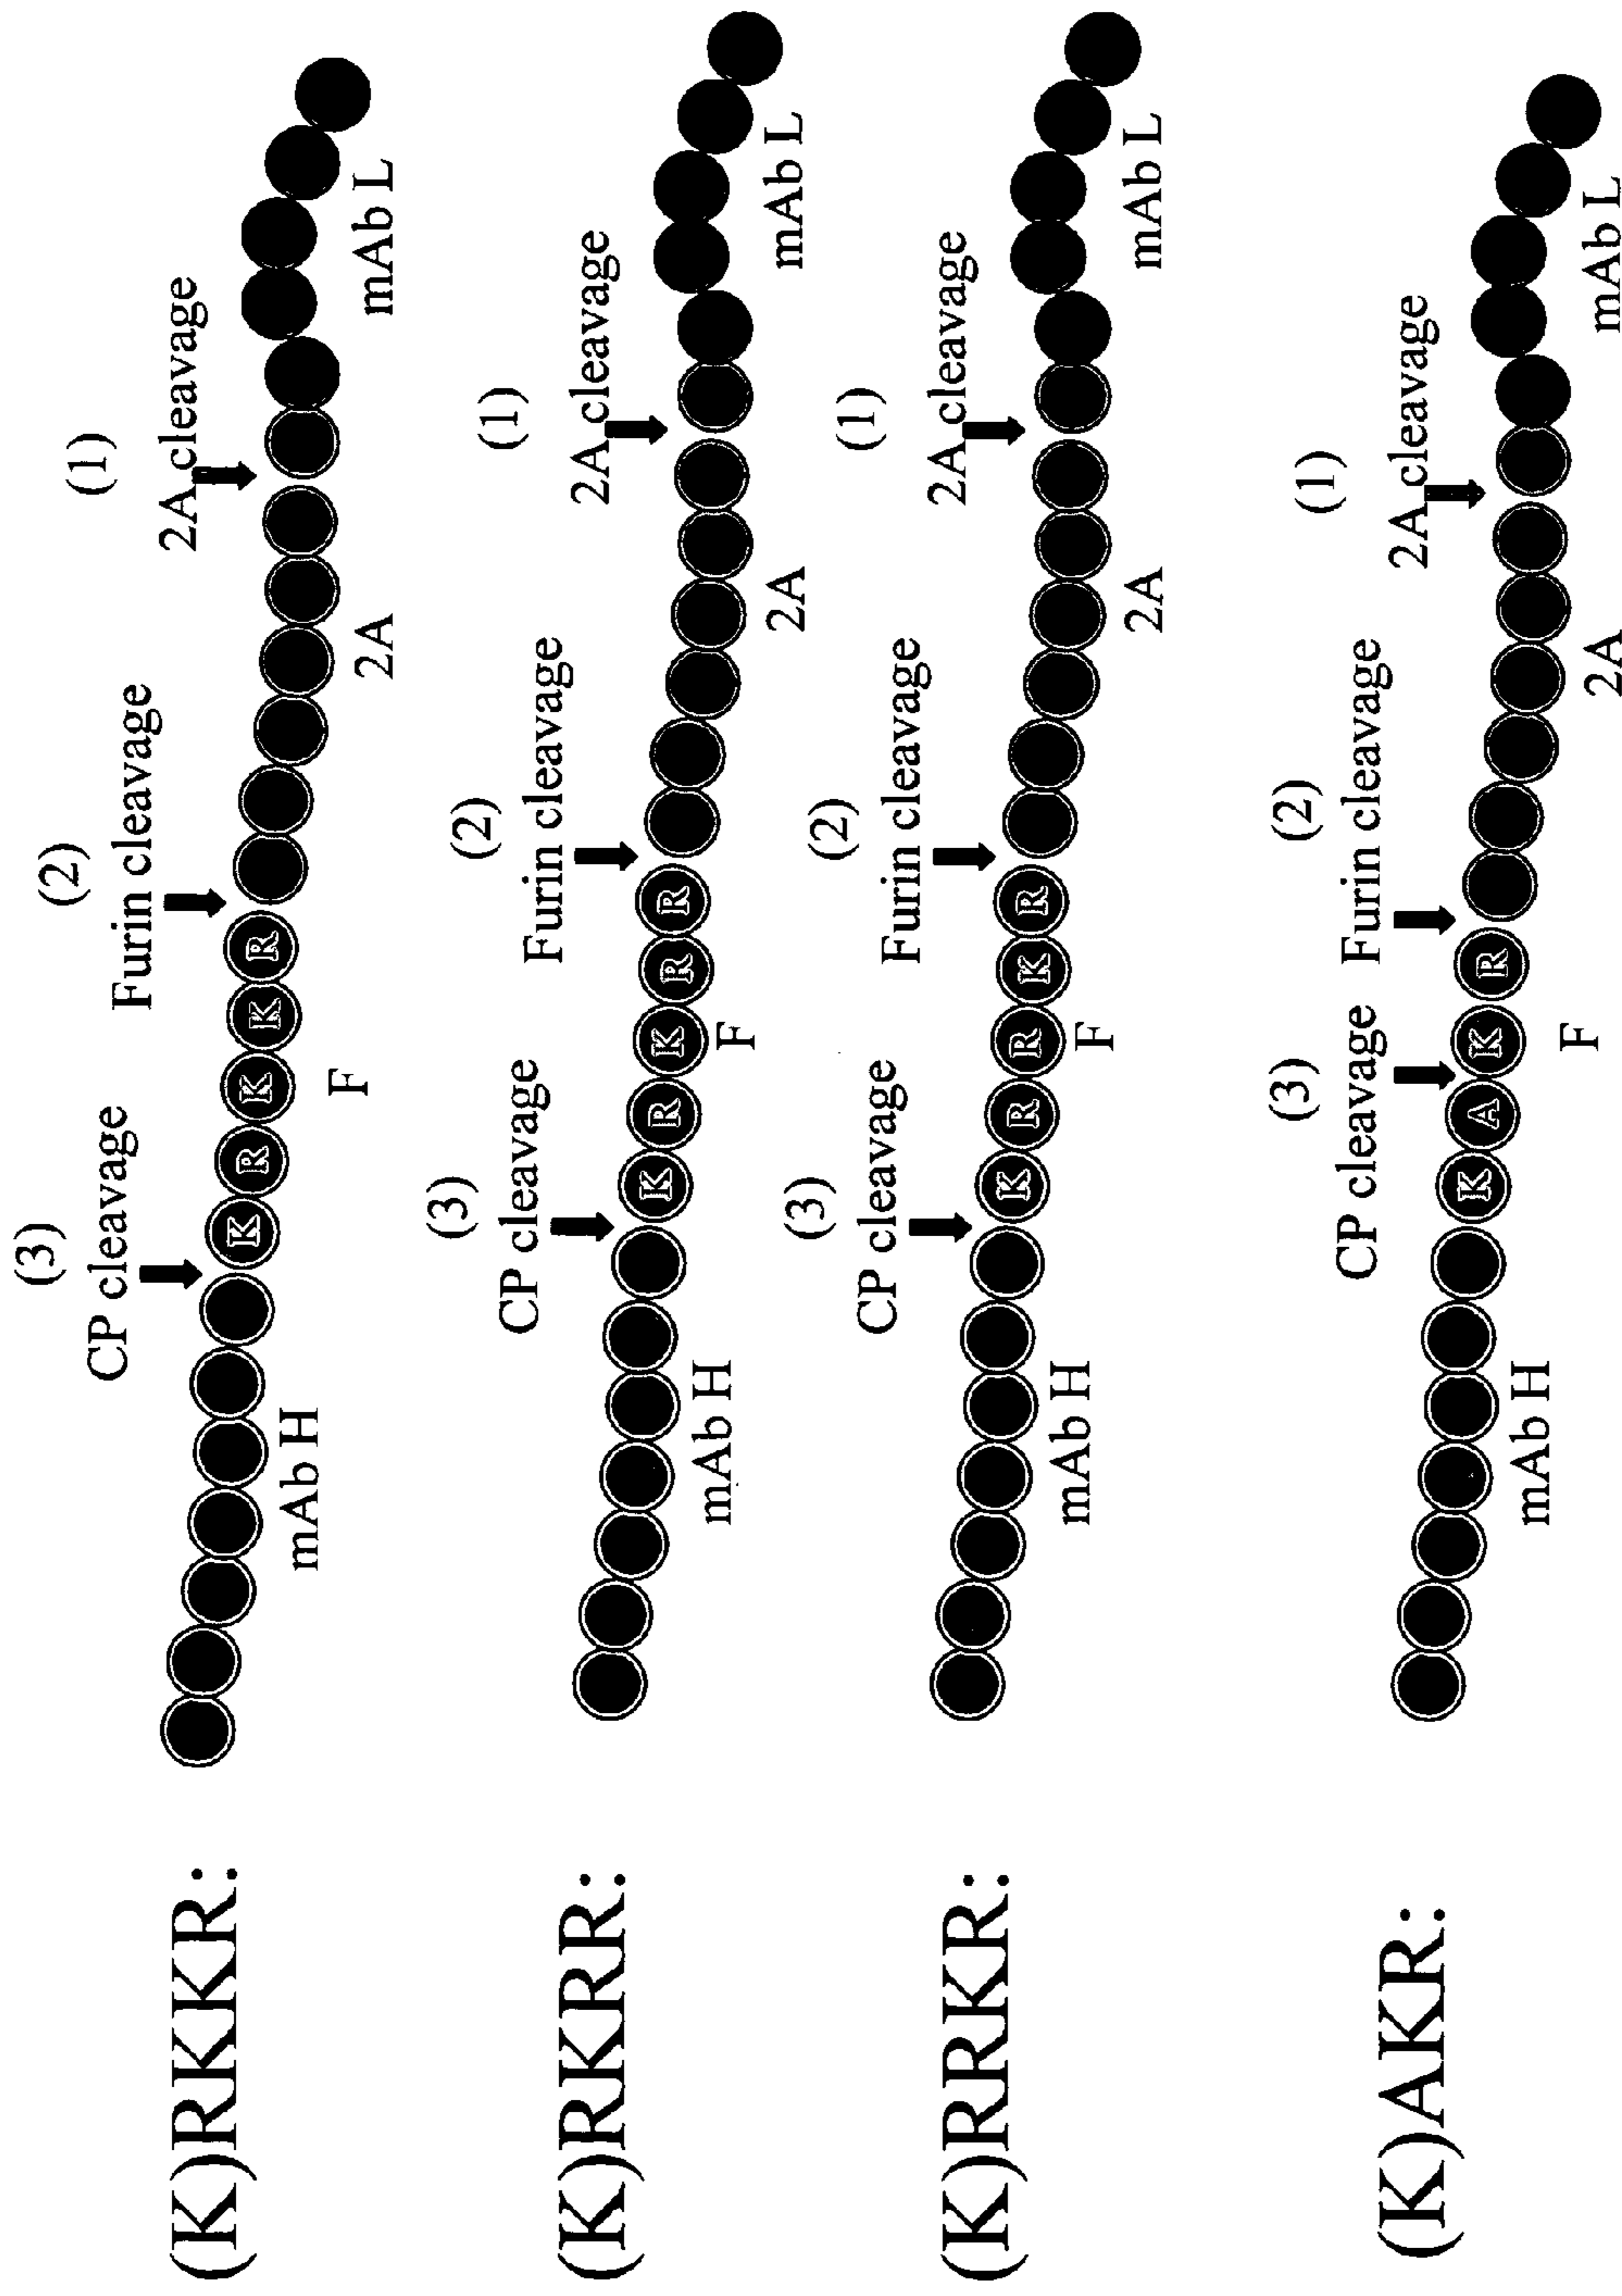 (K)RKKR:
(3)
(2)
(1)
CP cleavage
Furin cleavage
2A cleavage
K R K K R
mAb H
F
2A
mAb L
(K)RKRR:
(3)
(2)
(1)
CP cleavage
Furin cleavage
2A cleavage
K R K R R
mAb H
F
2A
mAb L
(K)RRKR:
(3)
(2)
(1)
CP cleavage
Furin cleavage
2A cleavage
K R R K R
mAb H
F
2A
mAb L
(K)AKR:
(3)
(2)
(1)
CP cleavage
Furin cleavage
2A cleavage
K A K R
mAb H
F
2A
mAb L